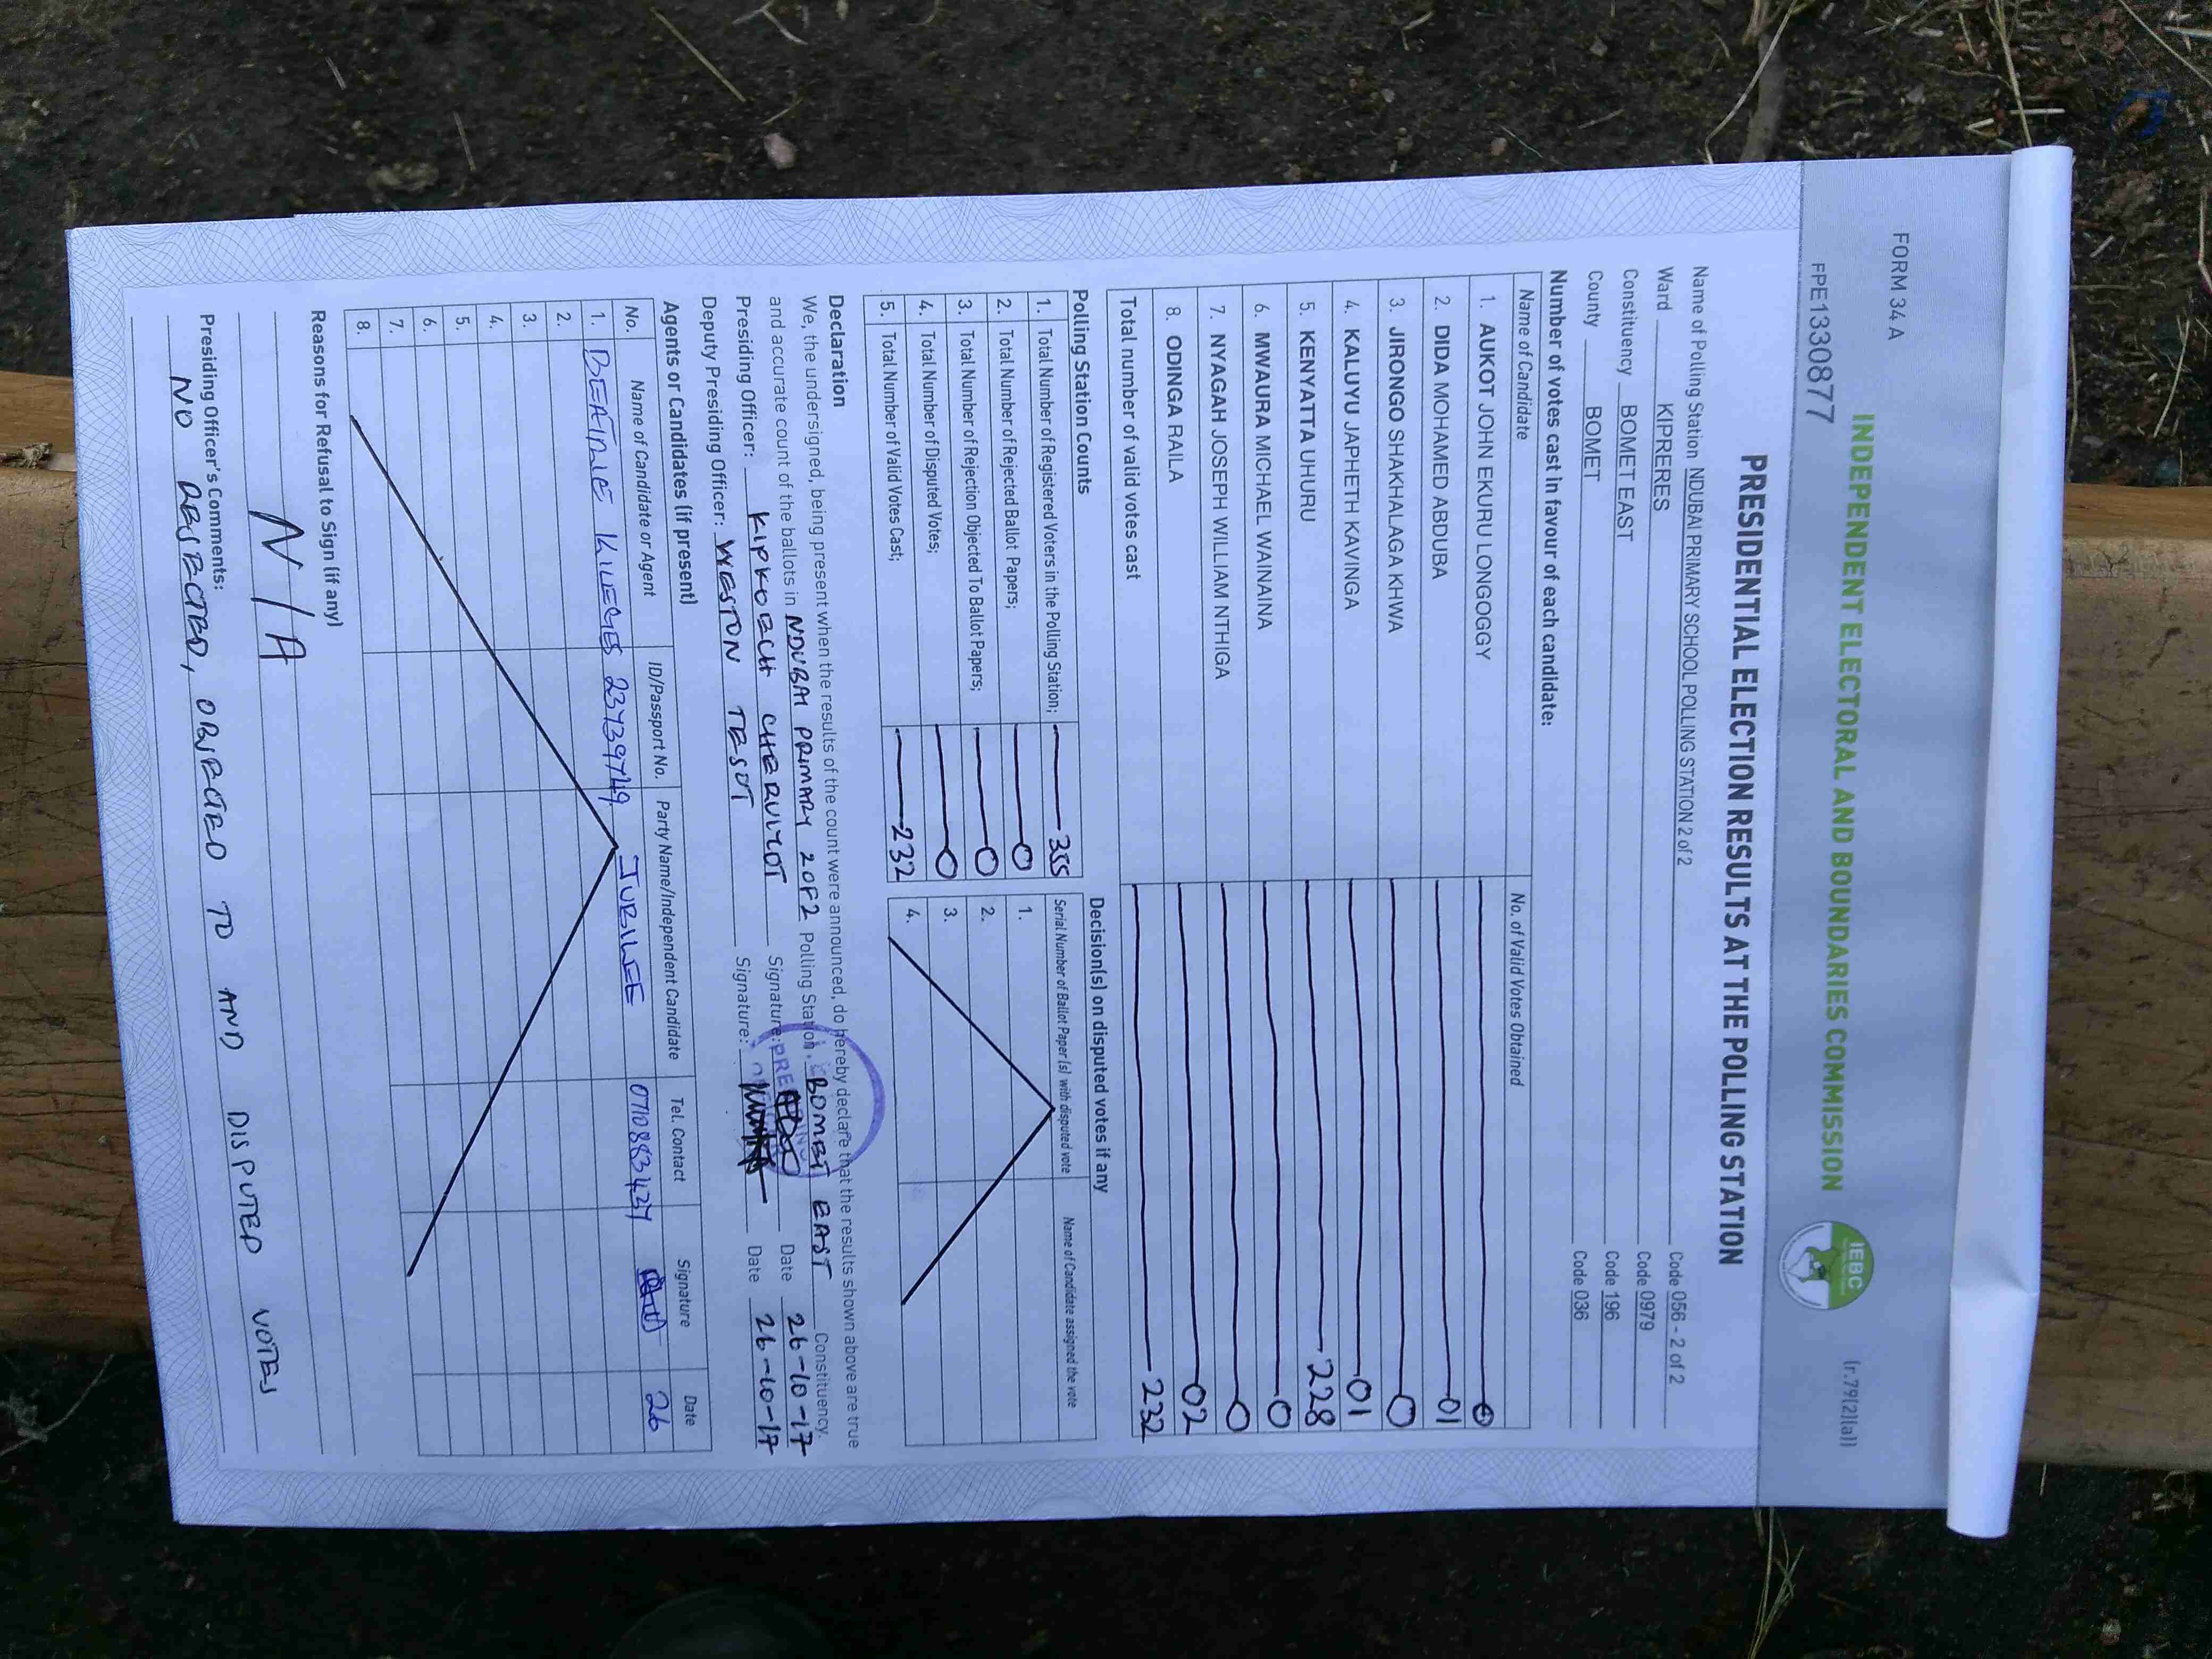 FORM 34 A
(r.79(2)(a))
INDEPENDENT ELECTORAL AND BOUNDARIES COMMISSION
IEBC
FPE1330877
PRESIDENTIAL ELECTION RESULTS AT THE POLLING STATION
Name of Polling Station NDUBAI PRIMARY SCHOOL POLLING STATION 2 of 2 Code 056 - 2 of 2
Ward KIPRERES Code 0979
Constituency BOMET EAST Code 196
County BOMET Code 036
Number of votes cast in favour of each candidate:
Name of Candidate No. of Valid Votes Obtained
1. AUKOT JOHN EKURU LONGOGGY 0
2. DIDA MOHAMED ABDUBA 01
3. JIRONGO SHAKHALAGA KHWA 0
4. KALUYU JAPHETH KAVINGA 01
5. KENYATTA UHURU 228
6. MWAURA MICHAEL WAINAINA 0
7. NYAGAH JOSEPH WILLIAM NTHIGA 0
8. ODINGA RAILA 02
Total number of valid votes cast 232
Polling Station Counts
1. Total Number of Registered Voters in the Polling Station; 355
2. Total Number of Rejected Ballot Papers; 0
3. Total Number of Rejection Objected To Ballot Papers; 0
4. Total Number of Disputed Votes; 0
5. Total Number of Valid Votes Cast; 232
Decision(s) on disputed votes if any
Serial Number of Ballot Paper(s) with disputed vote Name of Candidate assigned the vote
1.
2.
3.
4.
Declaration
We, the undersigned, being present when the results of the count were announced, do hereby declare that the results shown above are true
and accurate count of the ballots in NDUBAI PRIMARY 2 OF 2 Polling Station, BOMET EAST Constituency.
Presiding Officer: KIPKOECH CHERUIYOT Signature: Date 26-10-17
Deputy Presiding Officer: WESTON TESOT Signature: Date 26-10-17
Agents or Candidates (if present)
No. Name of Candidate or Agent ID/Passport No. Party Name/Independent Candidate Tel. Contact Signature Date
1. 23739749 JUBILEE 0710883437 26
2.
3.
4.
5.
6.
7.
8.
Reasons for Refusal to Sign (if any)
N/A
Presiding Officer's Comments:
NO REJECTED, OBJECTED TO AND DISPUTED VOTES